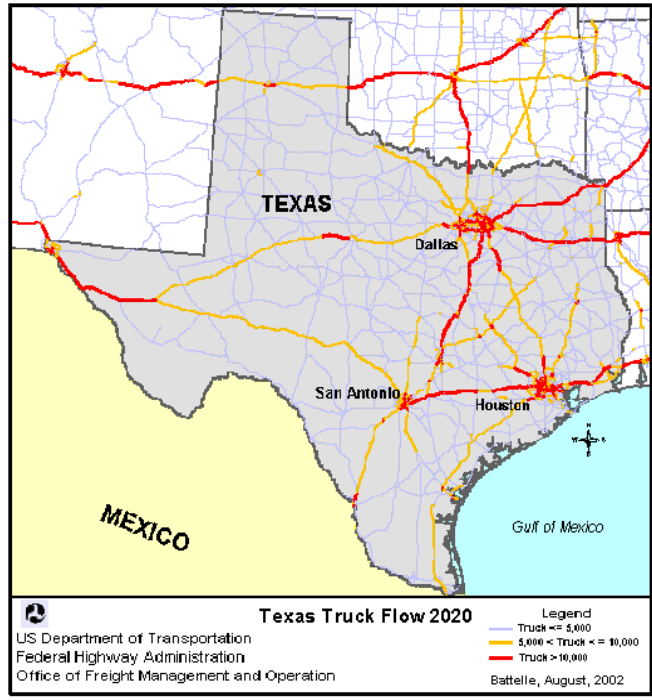 TEXAS
Dallas
San Antonio
Houston
MEXICO
Gulf of Mexico
N
W
S
Texas Truck Flow 2020
US Department of Transportation
Federal Highway Administration
Office of Freight Management and Operation
Legend
Truck <= 5,000
5,000 < Truck <= 10,000
Truck > 10,000
Battelle, August, 2002